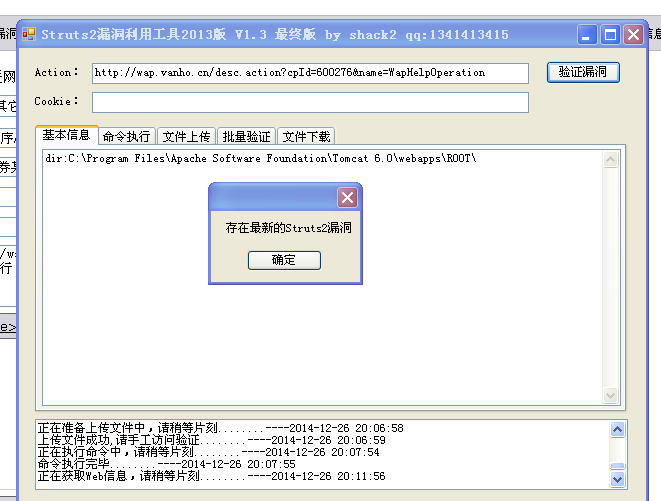 Struts2漏洞利用工具2013版 V1.3 最终版 by shack2 qq:1341413415
Action： http://wap.vanho.cn/desc.action?cpId=600276&name=WapHelpOperation 验证漏洞
Cookie：
基本信息 命令执行 文件上传 批量验证 文件下载
dir:C:\Program Files\Apache Software Foundation\Tomcat 6.0\webapps\ROOT\
存在最新的Struts2漏洞
确定
正在准备上传文件中，请稍等片刻........----2014-12-26 20:06:58
上传文件成功,请手工访问验证........----2014-12-26 20:06:59
正在执行命令中，请稍等片刻........----2014-12-26 20:07:54
命令执行完毕........----2014-12-26 20:07:55
正在获取Web信息，请稍等片刻........----2014-12-26 20:11:56